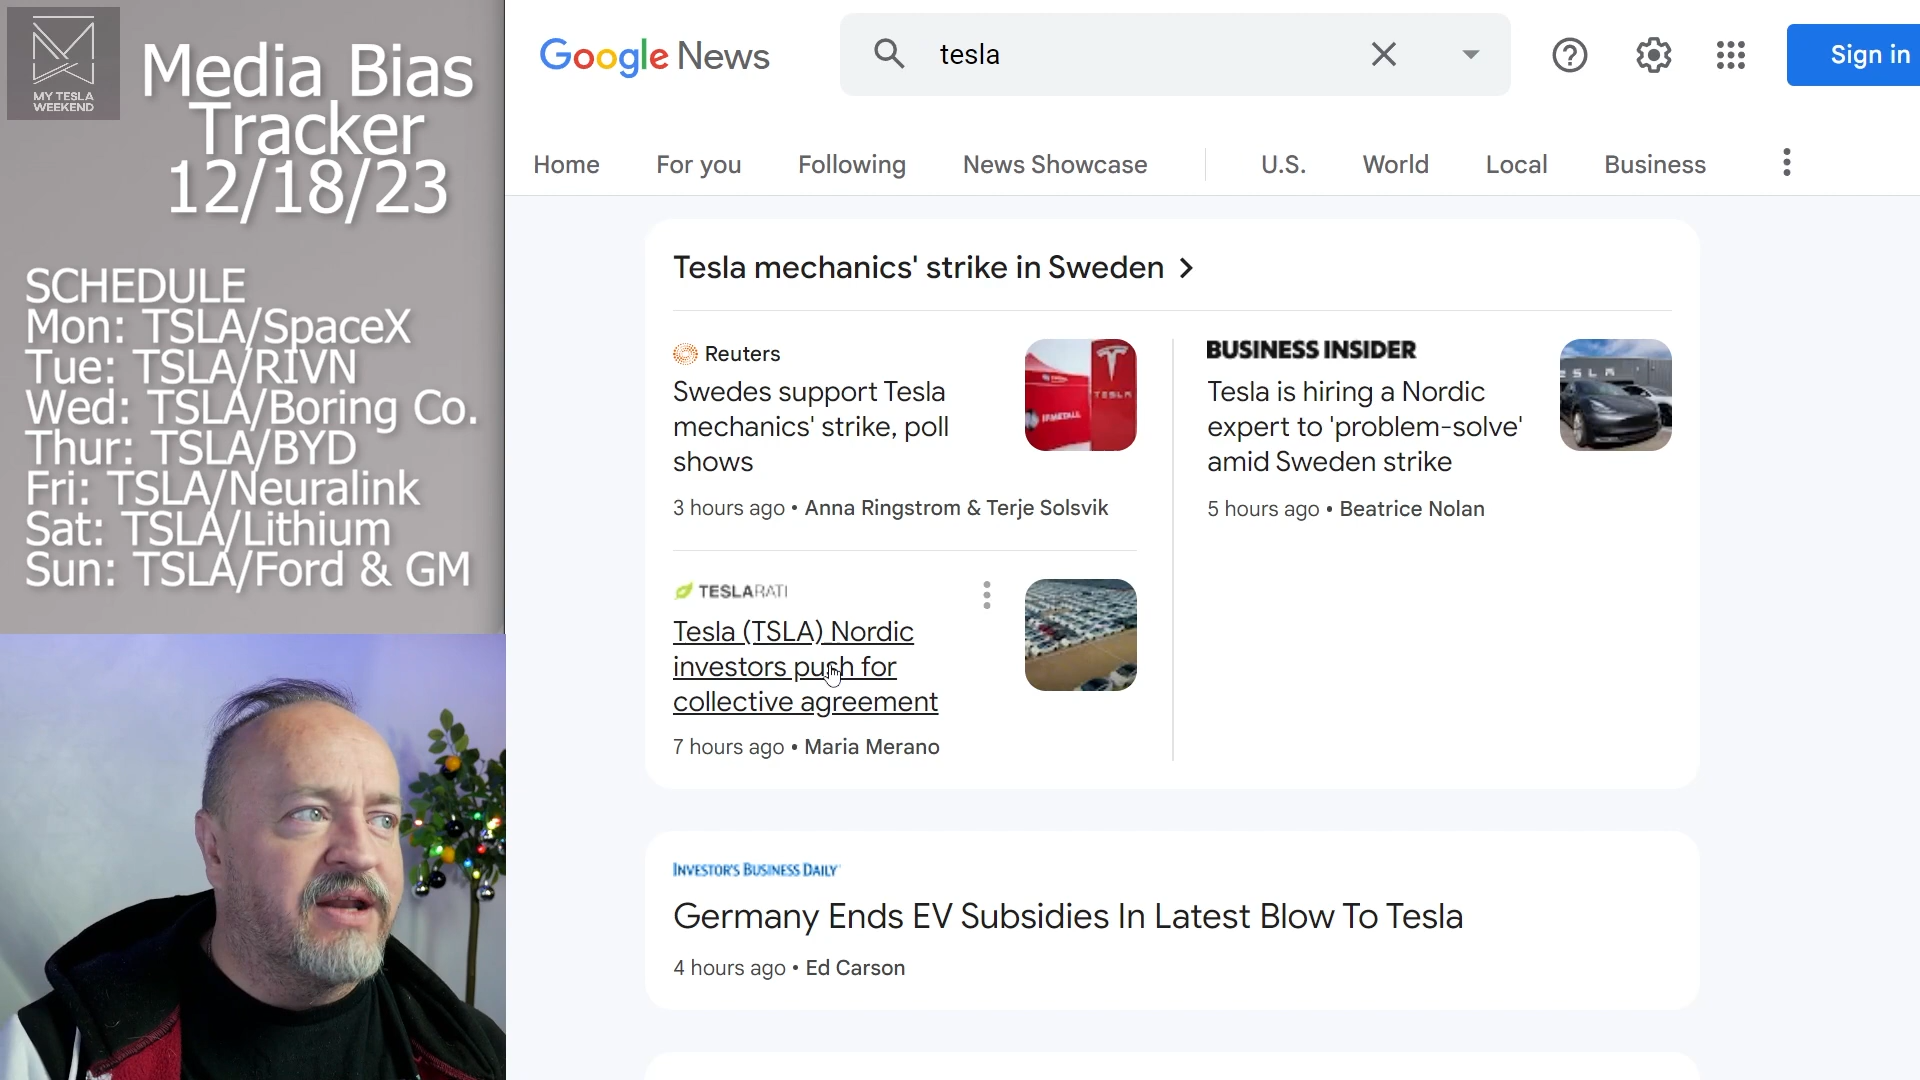 MY TESLA
WEEKEND
Media Bias
Tracker
12/18/23
SCHEDULE
Mon: TSLA/SpaceX
Tue: TSLA/RIVN
Wed: TSLA/Boring Co.
Thur: TSLA/BYD
Fri: TSLA/Neuralink
Sat: TSLA/Lithium
Sun: TSLA/Ford & GM
Google News
tesla
Sign in
Home For you Following News Showcase U.S. World Local Business
Tesla mechanics' strike in Sweden
Reuters
Swedes support Tesla
mechanics' strike, poll
shows
3 hours ago • Anna Ringstrom & Terje Solsvik
TESLA
BUSINESS INSIDER
Tesla is hiring a Nordic
expert to 'problem-solve'
amid Sweden strike
5 hours ago • Beatrice Nolan
TESLARATI
Tesla (TSLA) Nordic
investors push for
collective agreement
7 hours ago • Maria Merano
INVESTOR'S BUSINESS DAILY
Germany Ends EV Subsidies In Latest Blow To Tesla
4 hours ago • Ed Carson